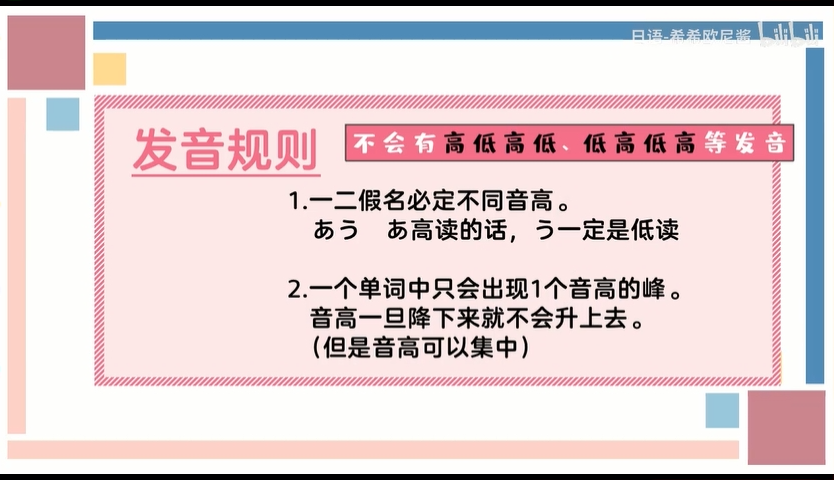 日语-希希欧尼酱 bilibili
发音规则
不会有高低高低、低高低高等发音
1.一二假名必定不同音高。
あう　あ高读的话，う一定是低读
2.一个单词中只会出现1个音高的峰。
音高一旦降下来就不会升上去。
（但是音高可以集中）